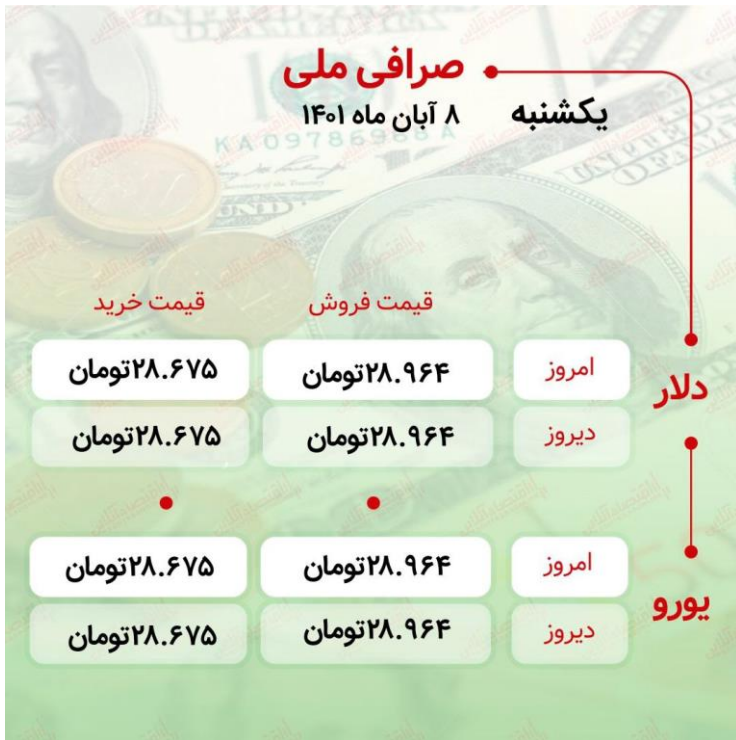 صرافی ملی
یکشنبه ۸ آبان ماه ۱۴۰۱
KA09786988A
قیمت فروش قیمت خرید
دلار
امروز ۲۸.۹۶۴تومان ۲۸.۶۷۵تومان
دیروز ۲۸.۹۶۴تومان ۲۸.۶۷۵تومان
یورو
امروز ۲۸.۹۶۴تومان ۲۸.۶۷۵تومان
دیروز ۲۸.۹۶۴تومان ۲۸.۶۷۵تومان